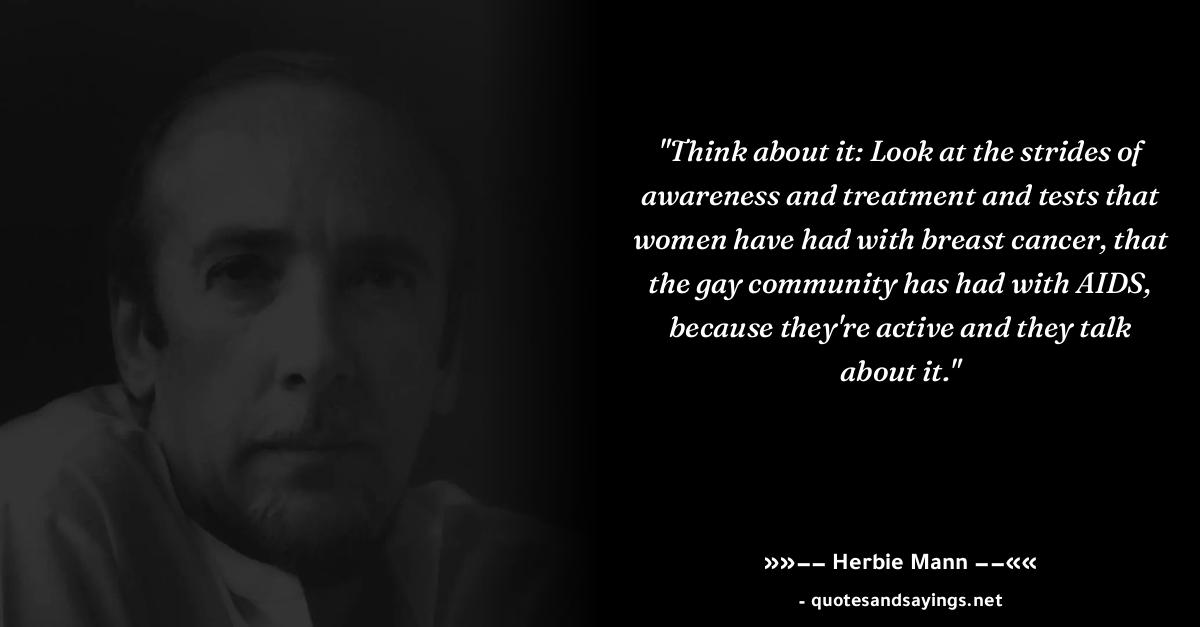 "Think about it: Look at the strides of
awareness and treatment and tests that
women have had with breast cancer, that
the gay community has had with AIDS,
because they're active and they talk
about it."
»»−− Herbie Mann −−««
- quotesandsayings.net